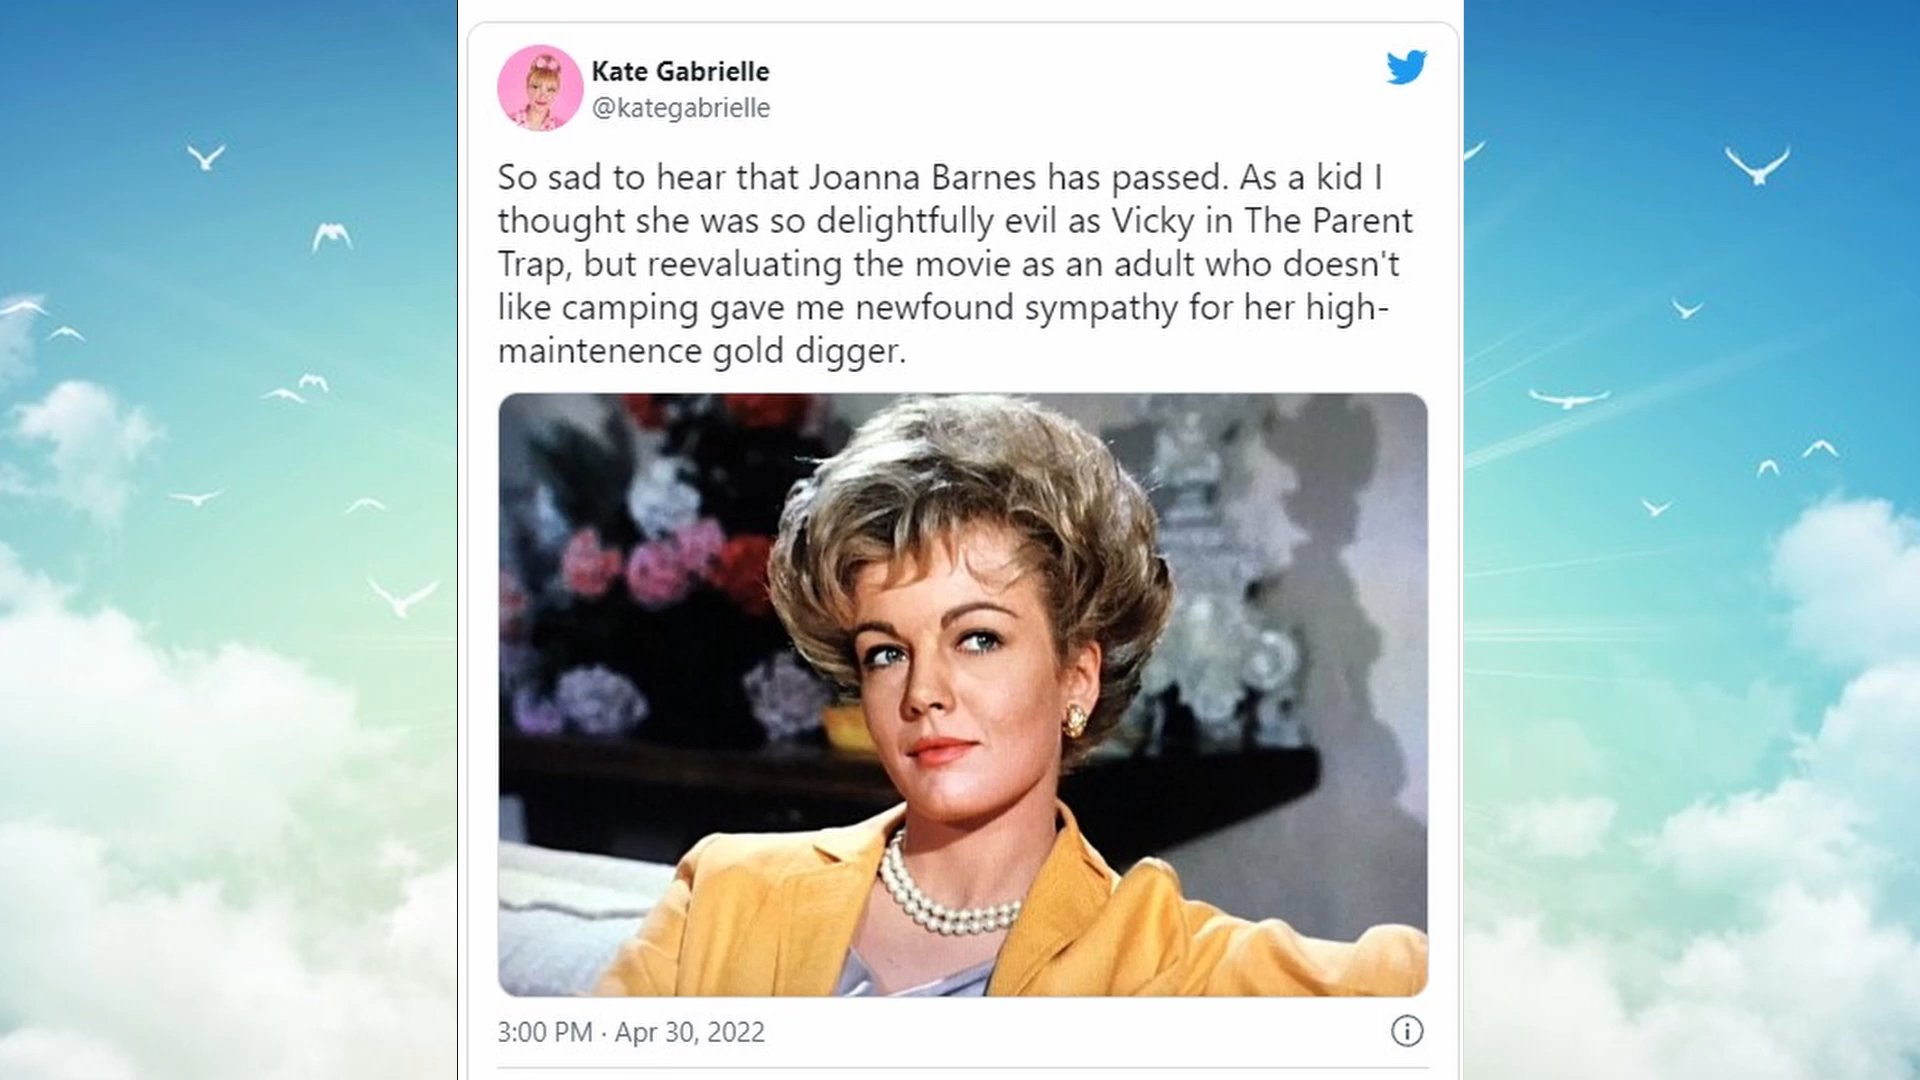 Kate Gabrielle
@kategabrielle
So sad to hear that Joanna Barnes has passed. As a kid I
thought she was so delightfully evil as Vicky in The Parent
Trap, but reevaluating the movie as an adult who doesn't
like camping gave me newfound sympathy for her high-
maintenence gold digger.
3:00 PM · Apr 30, 2022